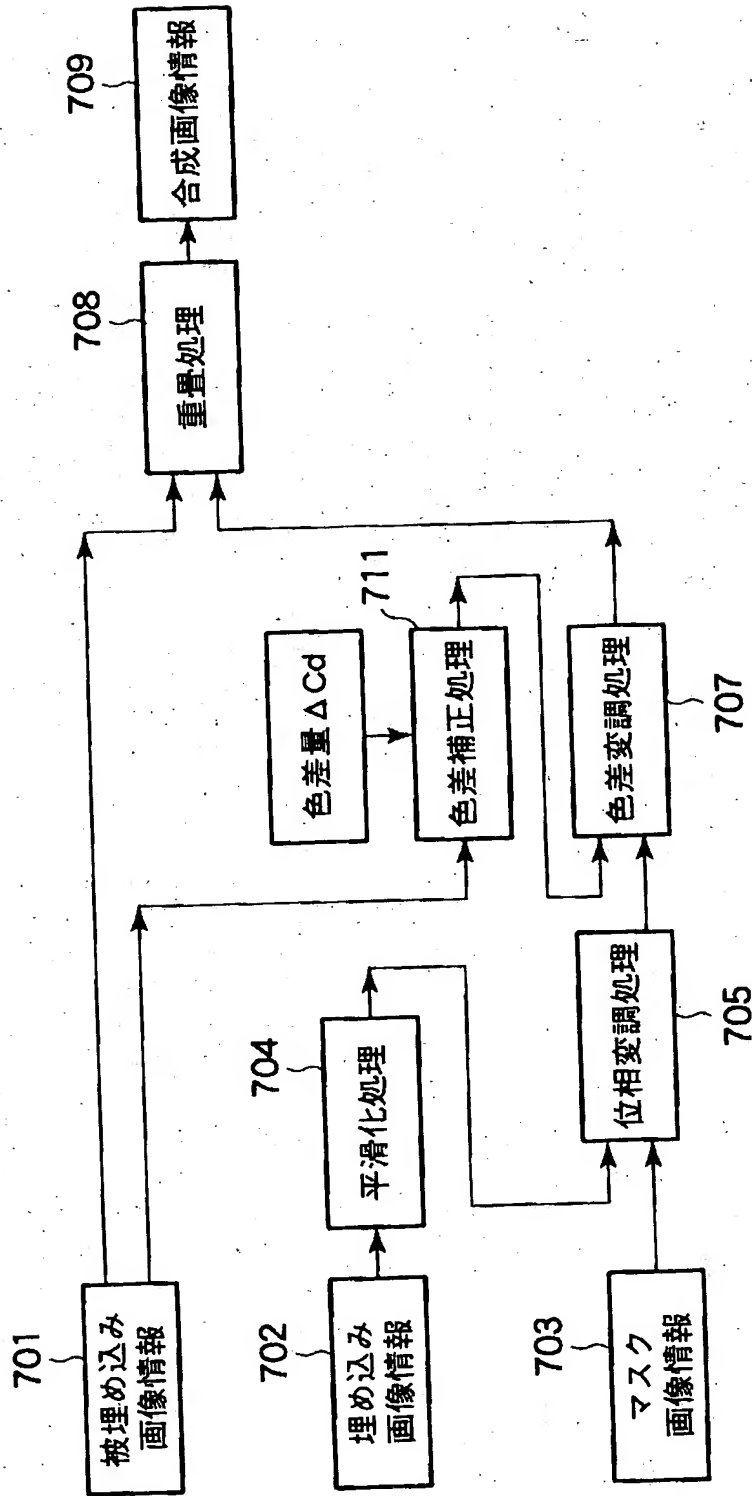 701
被埋め込み
画像情報
702
埋め込み
画像情報
703
マスク
画像情報
704
平滑化処理
705
位相変調処理
色差量ΔCd
711
色差補正処理
707
色差変調処理
708
重畳処理
709
合成画像情報